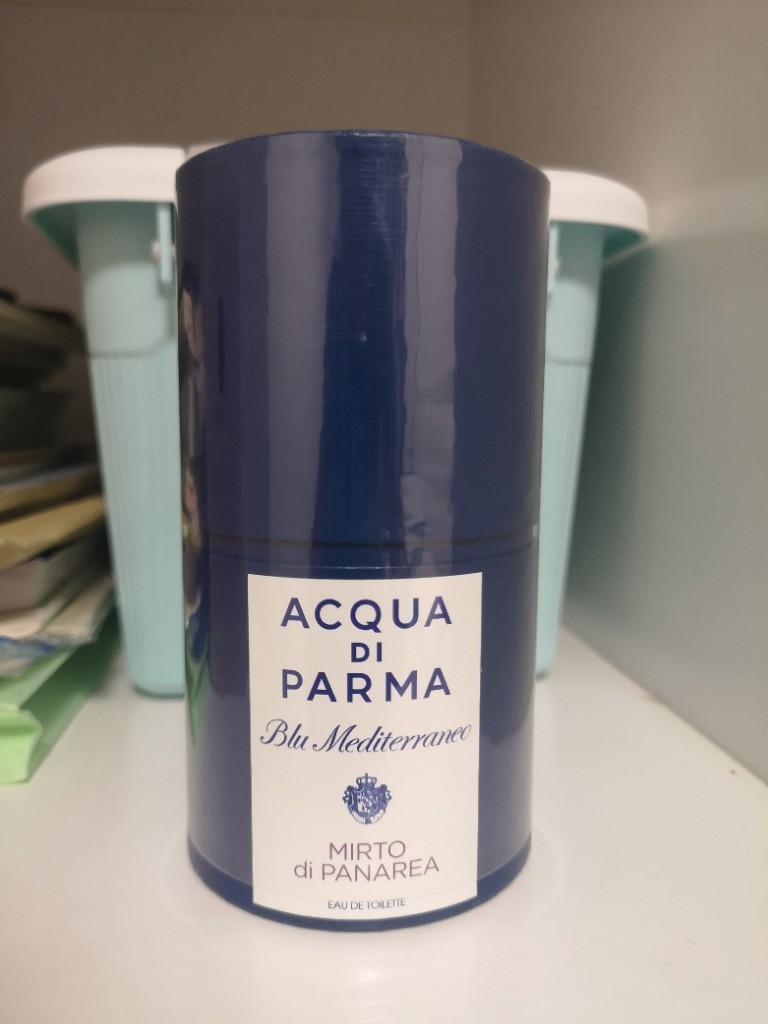 ACQUA
DI
PARMA
Blu Mediterraneo
MIRTO
di PANAREA
EAU DE TOILETTE